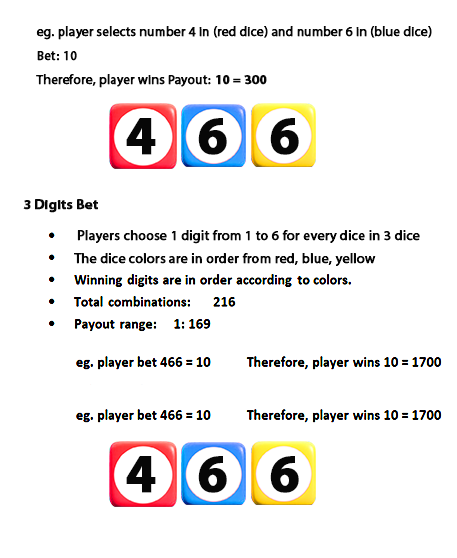 eg. player selects number 4 in (red dice) and number 6 in (blue dice)
Bet: 10
Therefore, player wins Payout: 10 = 300
4 6 6
3 Digits Bet
• Players choose 1 digit from 1 to 6 for every dice in 3 dice
• The dice colors are in order from red, blue, yellow
• Winning digits are in order according to colors.
• Total combinations: 216
• Payout range: 1: 169
eg. player bet 466 = 10 Therefore, player wins 10 = 1700
eg. player bet 466 = 10 Therefore, player wins 10 = 1700
4 6 6